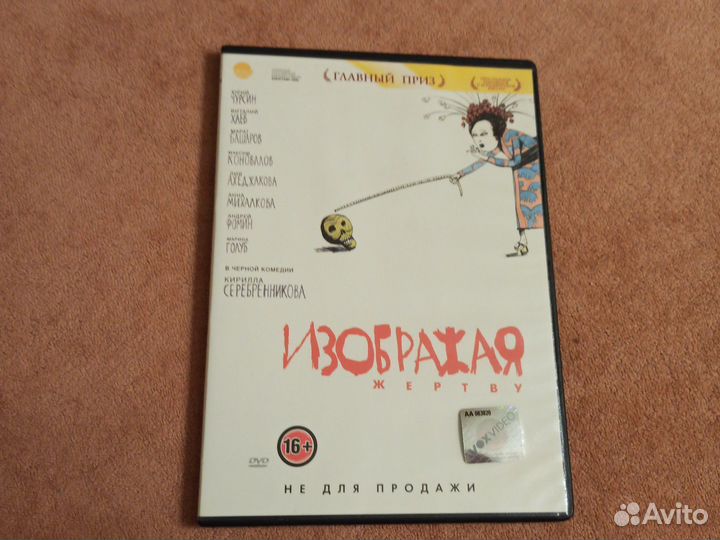 ГЛАВНЫЙ ПРИЗ
ЮРИЙ
ЧУРСИН
ВИТАЛИЙ
ХАЕВ
МАРАТ
БАШАРОВ
МАКСИМ
КОНОВАЛОВ
ЛИЯ
АХЕДЖАКОВА
АННА
МИХАЛКОВА
АНДРЕЙ
ФОМИН
МАРИНА
ГОЛУБ
В ЧЕРНОЙ КОМЕДИИ
КИРИЛЛА
СЕРЕБРЕННИКОВА
ИЗОБРАЖАЯ
ЖЕРТВУ
VIDEO
16+
DVD
НЕ ДЛЯ ПРОДАЖИ
Avito